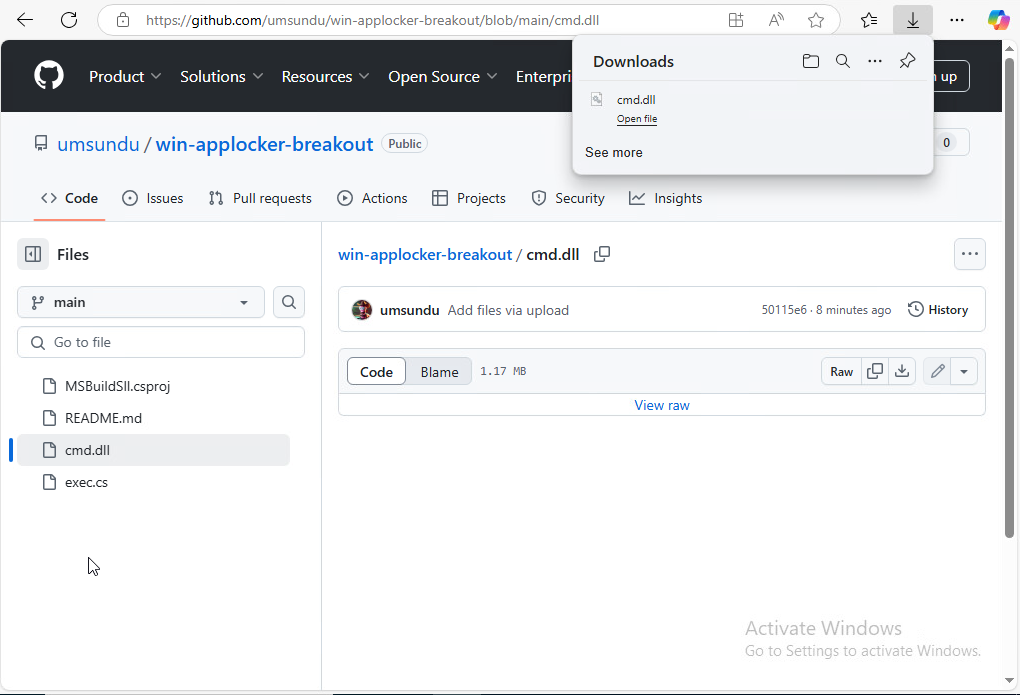 https://github.com/umsundu/win-applocker-breakout/blob/main/cmd.dll
Downloads
cmd.dll
Open file
See more
Product
Solutions
Resources
Open Source
Enterpri
n up
umsundu / win-applocker-breakout
Public
0
Code
Issues
Pull requests
Actions
Projects
Security
Insights
Files
main
Go to file
MSBuildSll.csproj
README.md
cmd.dll
exec.cs
win-applocker-breakout / cmd.dll
umsundu Add files via upload
50115e6 · 8 minutes ago
History
Code
Blame
1.17 MB
Raw
View raw
Activate Windows
Go to Settings to activate Windows.